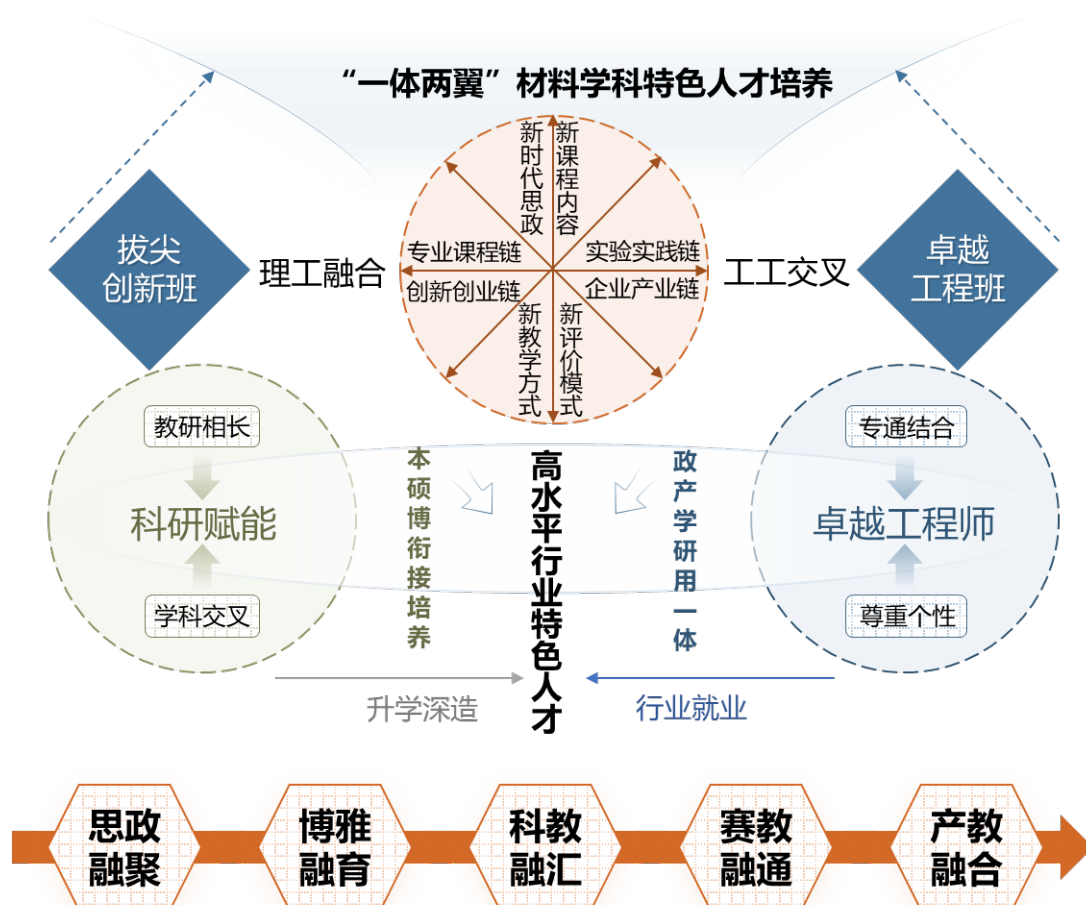 “一体两翼”材料学科特色人才培养
新时代思政
新课程内容
拔尖
创新班
理工融合
专业课程链
实验实践链
创新创业链
企业产业链
工工交叉
卓越
工程班
新教学方式
新评价模式
教研相长
科研赋能
学科交叉
本硕博衔接培养
高水平行业特色人才
政产学研用一体
专通结合
卓越工程师
尊重个性
升学深造
行业就业
思政
融聚
博雅
融育
科教
融汇
赛教
融通
产教
融合